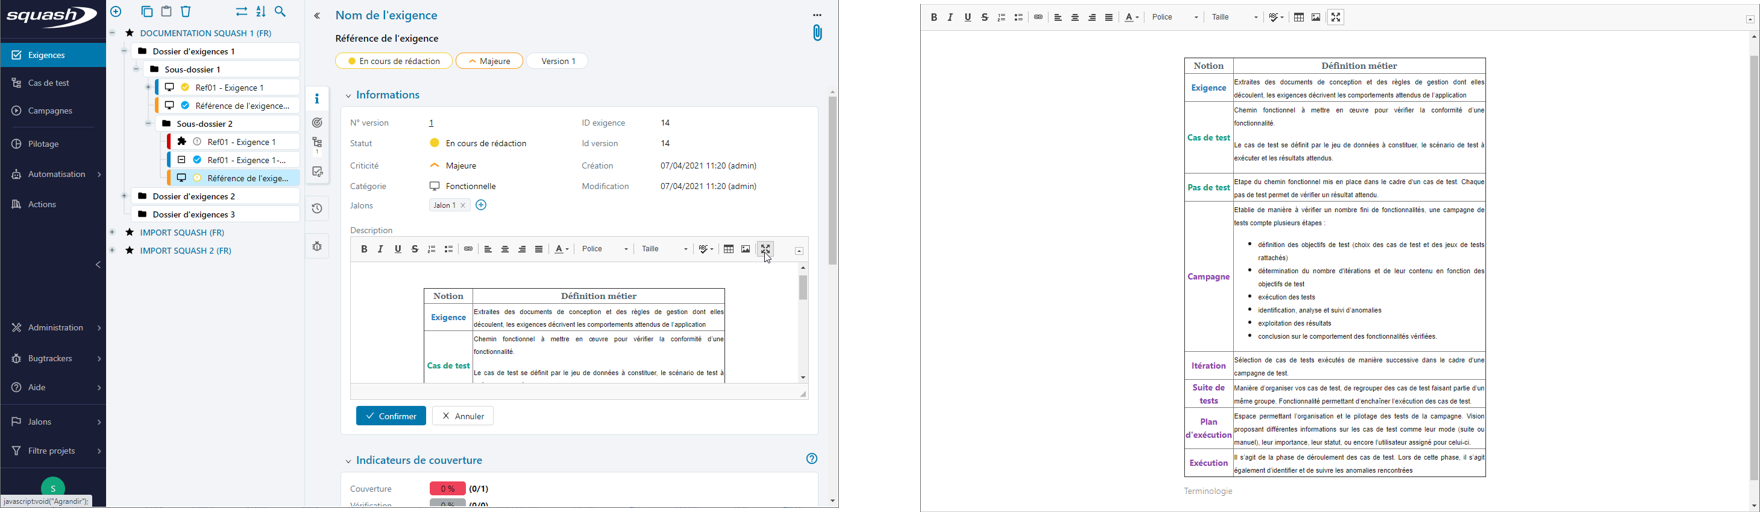 squash
Exigences
Cas de test
Campagnes
Pilotage
Automatisation
Actions
Administration
Bugtrackers
Aide
Jalons
Filtre projets
S
javascript:void("Agrandir");
DOCUMENTATION SQUASH 1 (FR)
Dossier d'exigences 1
Sous-dossier 1
Ref01 - Exigence 1
Référence de l'exigence...
Sous-dossier 2
Ref01 - Exigence 1
Ref01 - Exigence 1-...
Référence de l'exige...
Dossier d'exigences 2
Dossier d'exigences 3
IMPORT SQUASH (FR)
IMPORT SQUASH 2 (FR)
1
Nom de l'exigence
Référence de l'exigence
En cours de rédaction
Majeure
Version 1
Informations
N° version 1 ID exigence 14
Statut En cours de rédaction Id version 14
Criticité Majeure Création 07/04/2021 11:20 (admin)
Catégorie Fonctionnelle Modification 07/04/2021 11:20 (admin)
Jalons Jalon 1
Description
B I U S A Police Taille
Notion Définition métier
Exigence
Extraites des documents de conception et des règles de gestion dont elles
découlent, les exigences décrivent les comportements attendus de l'application
Cas de test
Chemin fonctionnel à mettre en œuvre pour vérifier la conformité d'une
fonctionnalité.
Le cas de test se définit par le jeu de données à constituer, le scénario de test à
Confirmer Annuler
Indicateurs de couverture
Couverture 0 % (0/1)
Vérification 0 % (0/0)
B I U S A Police Taille
Notion Définition métier
Exigence
Extraites des documents de conception et des règles de gestion dont elles
découlent, les exigences décrivent les comportements attendus de l'application
Cas de test
Chemin fonctionnel à mettre en œuvre pour vérifier la conformité d'une
fonctionnalité.
Le cas de test se définit par le jeu de données à constituer, le scénario de test à
exécuter et les résultats attendus.
Pas de test
Etape du chemin fonctionnel mis en place dans le cadre d'un cas de test. Chaque
pas de test permet de vérifier un résultat attendu.
Campagne
Etablie de manière à vérifier un nombre fini de fonctionnalités, une campagne de
tests compte plusieurs étapes :
définition des objectifs de test (choix des cas de test et des jeux de tests
rattachés)
détermination du nombre d'itérations et de leur contenu en fonction des
objectifs de test
exécution des tests
identification, analyse et suivi d'anomalies
exploitation des résultats
conclusion sur le comportement des fonctionnalités vérifiées.
Itération
Sélection de cas de tests exécutés de manière successive dans le cadre d'une
campagne de test.
Suite de
tests
Manière d'organiser vos cas de test, de regrouper des cas de test faisant partie d'un
même groupe. Fonctionnalité permettant d'enchaîner l'exécution des cas de test.
Plan
d'exécution
Espace permettant l'organisation et le pilotage des tests de la campagne. Vision
proposant différentes informations sur les cas de test comme leur mode (suite ou
manuel), leur importance, leur statut, ou encore l'utilisateur assigné pour celui-ci.
Exécution
Il s'agit de la phase de déroulement des cas de test. Lors de cette phase, il s'agit
également d'identifier et de suivre les anomalies rencontrées
Terminologie